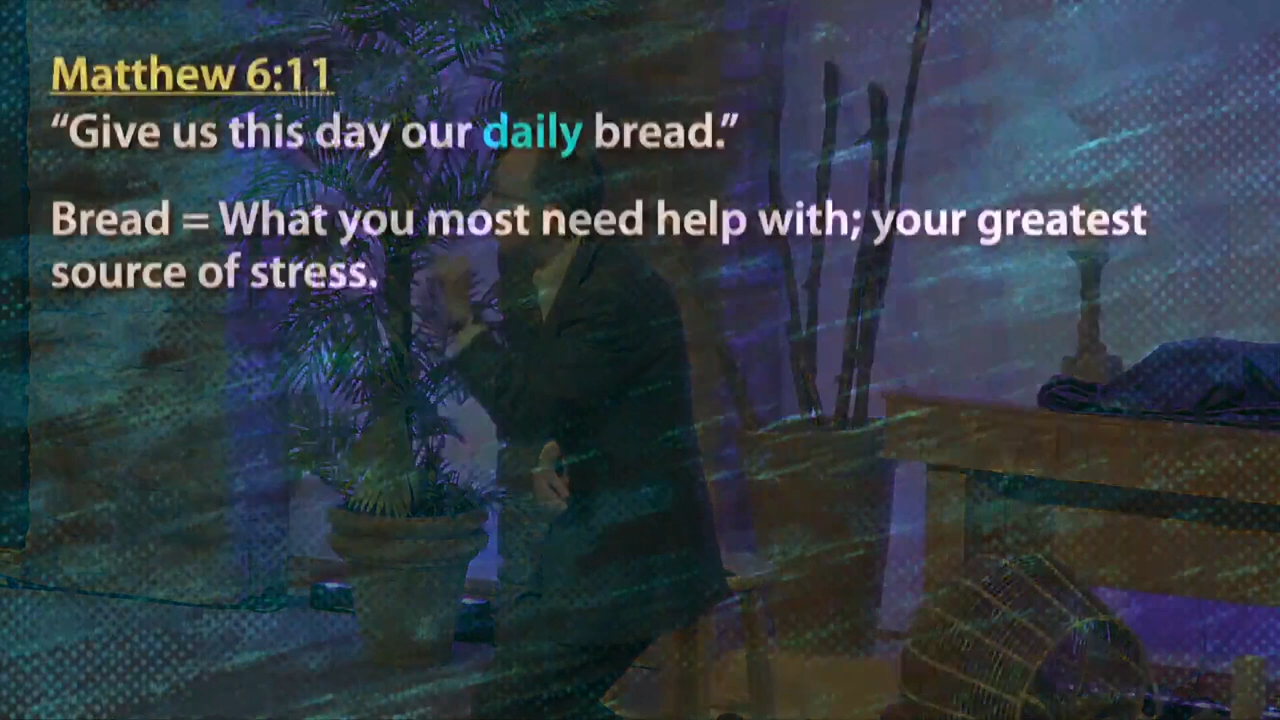 Matthew 6:11
“Give us this day our daily bread.”
Bread = What you most need help with; your greatest
source of stress.